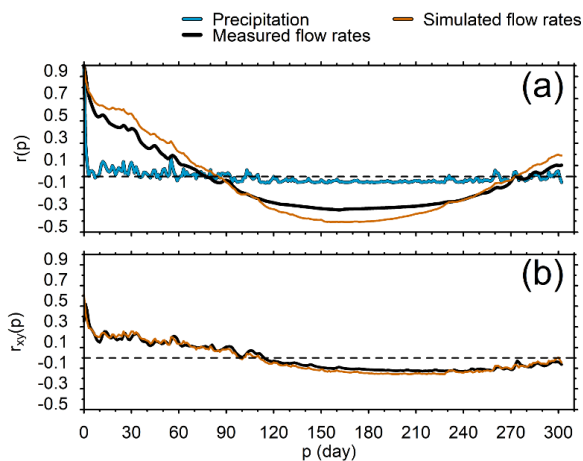 Precipitation Simulated flow rates
Measured flow rates
(a)
0.9
0.7
0.5
0.3
0.1
-0.1
-0.3
-0.5
r(p)
(b)
0.9
0.7
0.5
0.3
0.1
-0.1
-0.3
-0.5
rxy(p)
0 30 60 90 120 150 180 210 240 270 300
p (day)